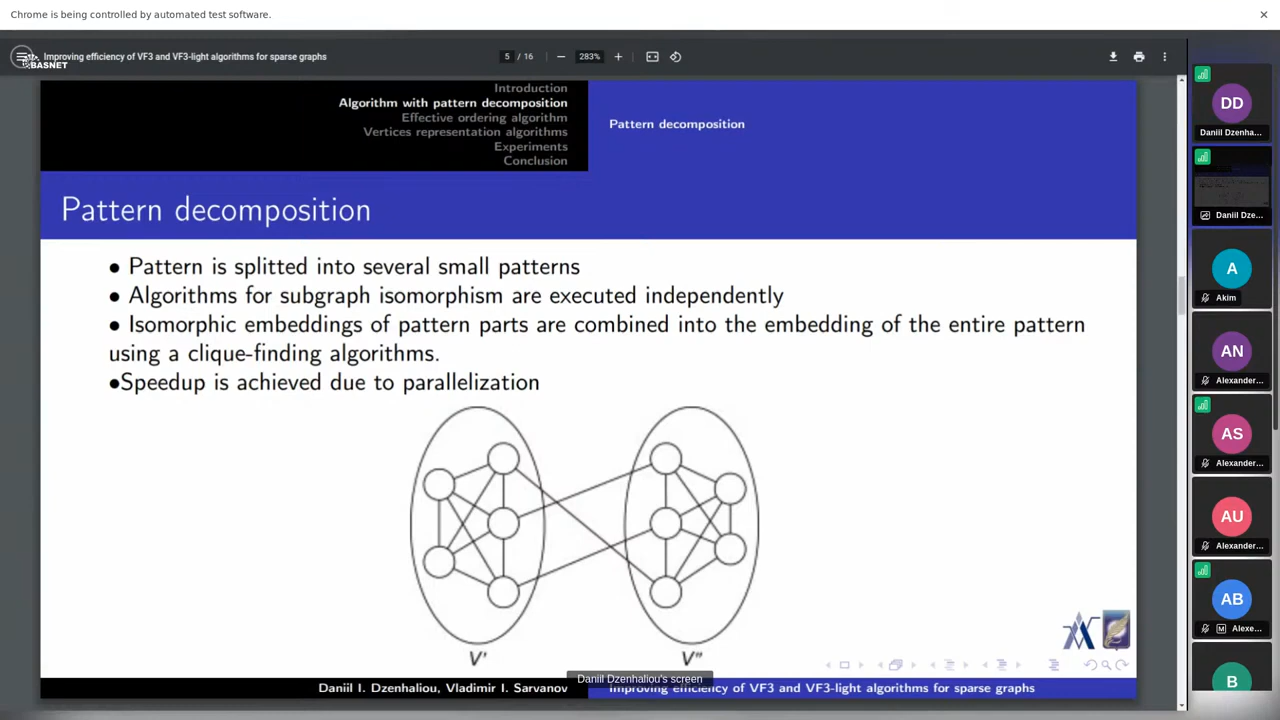 Chrome is being controlled by automated test software.
BASNET
Improving efficiency of VF3 and VF3-light algorithms for sparse graphs
5 / 16
283%
Introduction
Algorithm with pattern decomposition
Effective ordering algorithm
Vertices representation algorithms
Experiments
Conclusion
Pattern decomposition
Pattern decomposition
• Pattern is splitted into several small patterns
• Algorithms for subgraph isomorphism are executed independently
• Isomorphic embeddings of pattern parts are combined into the embedding of the entire pattern
using a clique-finding algorithms.
•Speedup is achieved due to parallelization
V'
V"
Daniil I. Dzenhaliou, Vladimir I. Sarvanov
Improving efficiency of VF3 and VF3-light algorithms for sparse graphs
Daniil Dzenhaliou's screen
DD
Daniil Dzenha...
Daniil Dze...
A
Akim
AN
Alexander...
AS
Alexander...
AU
Alexander...
AB
M
Alexe...
B